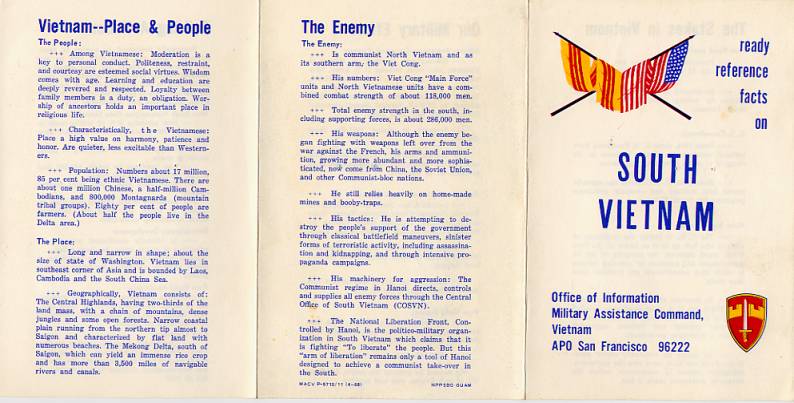 Vietnam--Place & People
The People:
+++ Among Vietnamese: Moderation is a
key to personal conduct. Politeness, restraint,
and courtesy are esteemed social virtues. Wisdom
comes with age. Learning and education are
deeply revered and respected. Loyalty between
family members is a duty, an obligation. Wor-
ship of ancestors holds an important place in
religious life.
+++ Characteristically, the Vietnamese:
Place a high value on harmony, patience and
honor. Are quieter, less excitable than Western-
ers.
+++ Population: Numbers about 17 million,
85 per cent being ethnic Vietnamese. There are
about one million Chinese, a half-million Cam-
bodians, and 800,000 Montagnards (mountain
tribal groups). Eighty per cent of people are
farmers. (About half the people live in the
Delta area.)
The Place:
+++ Long and narrow in shape; about the
size of state of Washington. Vietnam lies in
southeast corner of Asia and is bounded by Laos,
Cambodia and the South China Sea.
+++ Geographically, Vietnam consists of:
The Central Highlands, having two-thirds of the
land mass, with a chain of mountains, dense
jungles and some open forests. Narrow coastal
plain running from the northern tip almost to
Saigon and characterized by flat land with
numerous beaches. The Mekong Delta, south of
Saigon, which can yield an immense rice crop
and has more than 3,500 miles of navigable
rivers and canals.
The Enemy
The Enemy:
+++ Is communist North Vietnam and as
its southern arm, the Viet Cong.
+++ His numbers: Viet Cong "Main Force"
units and North Vietnamese units have a com-
bined combat strength of about 118,000 men.
+++ Total enemy strength in the south, in-
cluding supporting forces, is about 286,000 men.
+++ His weapons: Although the enemy be-
gan fighting with weapons left over from the
war against the French, his arms and ammuni-
tion, growing more abundant and more sophis-
ticated, now come from China, the Soviet Union,
and other Communist-bloc nations.
+++ He still relies heavily on home-made
mines and booby-traps.
+++ His tactics: He is attempting to de-
stroy the people's support of the government
through classical battlefield maneuvers, sinister
forms of terroristic activity, including assassina-
tion and kidnapping, and through intensive pro-
paganda campaigns.
+++ His machinery for aggression: The
Communist regime in Hanoi directs, controls
and supplies all enemy forces through the Central
Office of South Vietnam (COSVN).
+++ The National Liberation Front. Con-
trolled by Hanoi, is the politico-military organ-
ization in South Vietnam which claims that it
is fighting "To liberate" the people. But this
"arm of liberation" remains only a tool of Hanoi
designed to achieve a communist take-over in
the South.
NPPSBO GUAM
ready
reference
facts
on
SOUTH
VIETNAM
Office of Information
Military Assistance Command,
Vietnam
APO San Francisco 96222